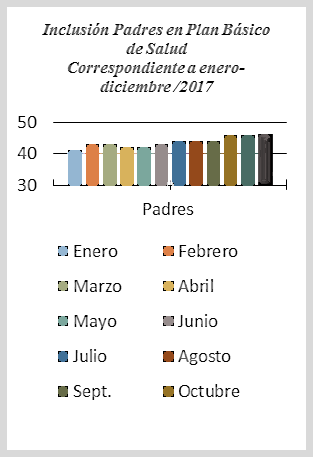 Inclusión Padres en Plan Básico
de Salud
Correspondiente a enero-
diciembre /2017
50
40
30
Padres
Enero Febrero
Marzo Abril
Mayo Junio
Julio Agosto
Sept. Octubre